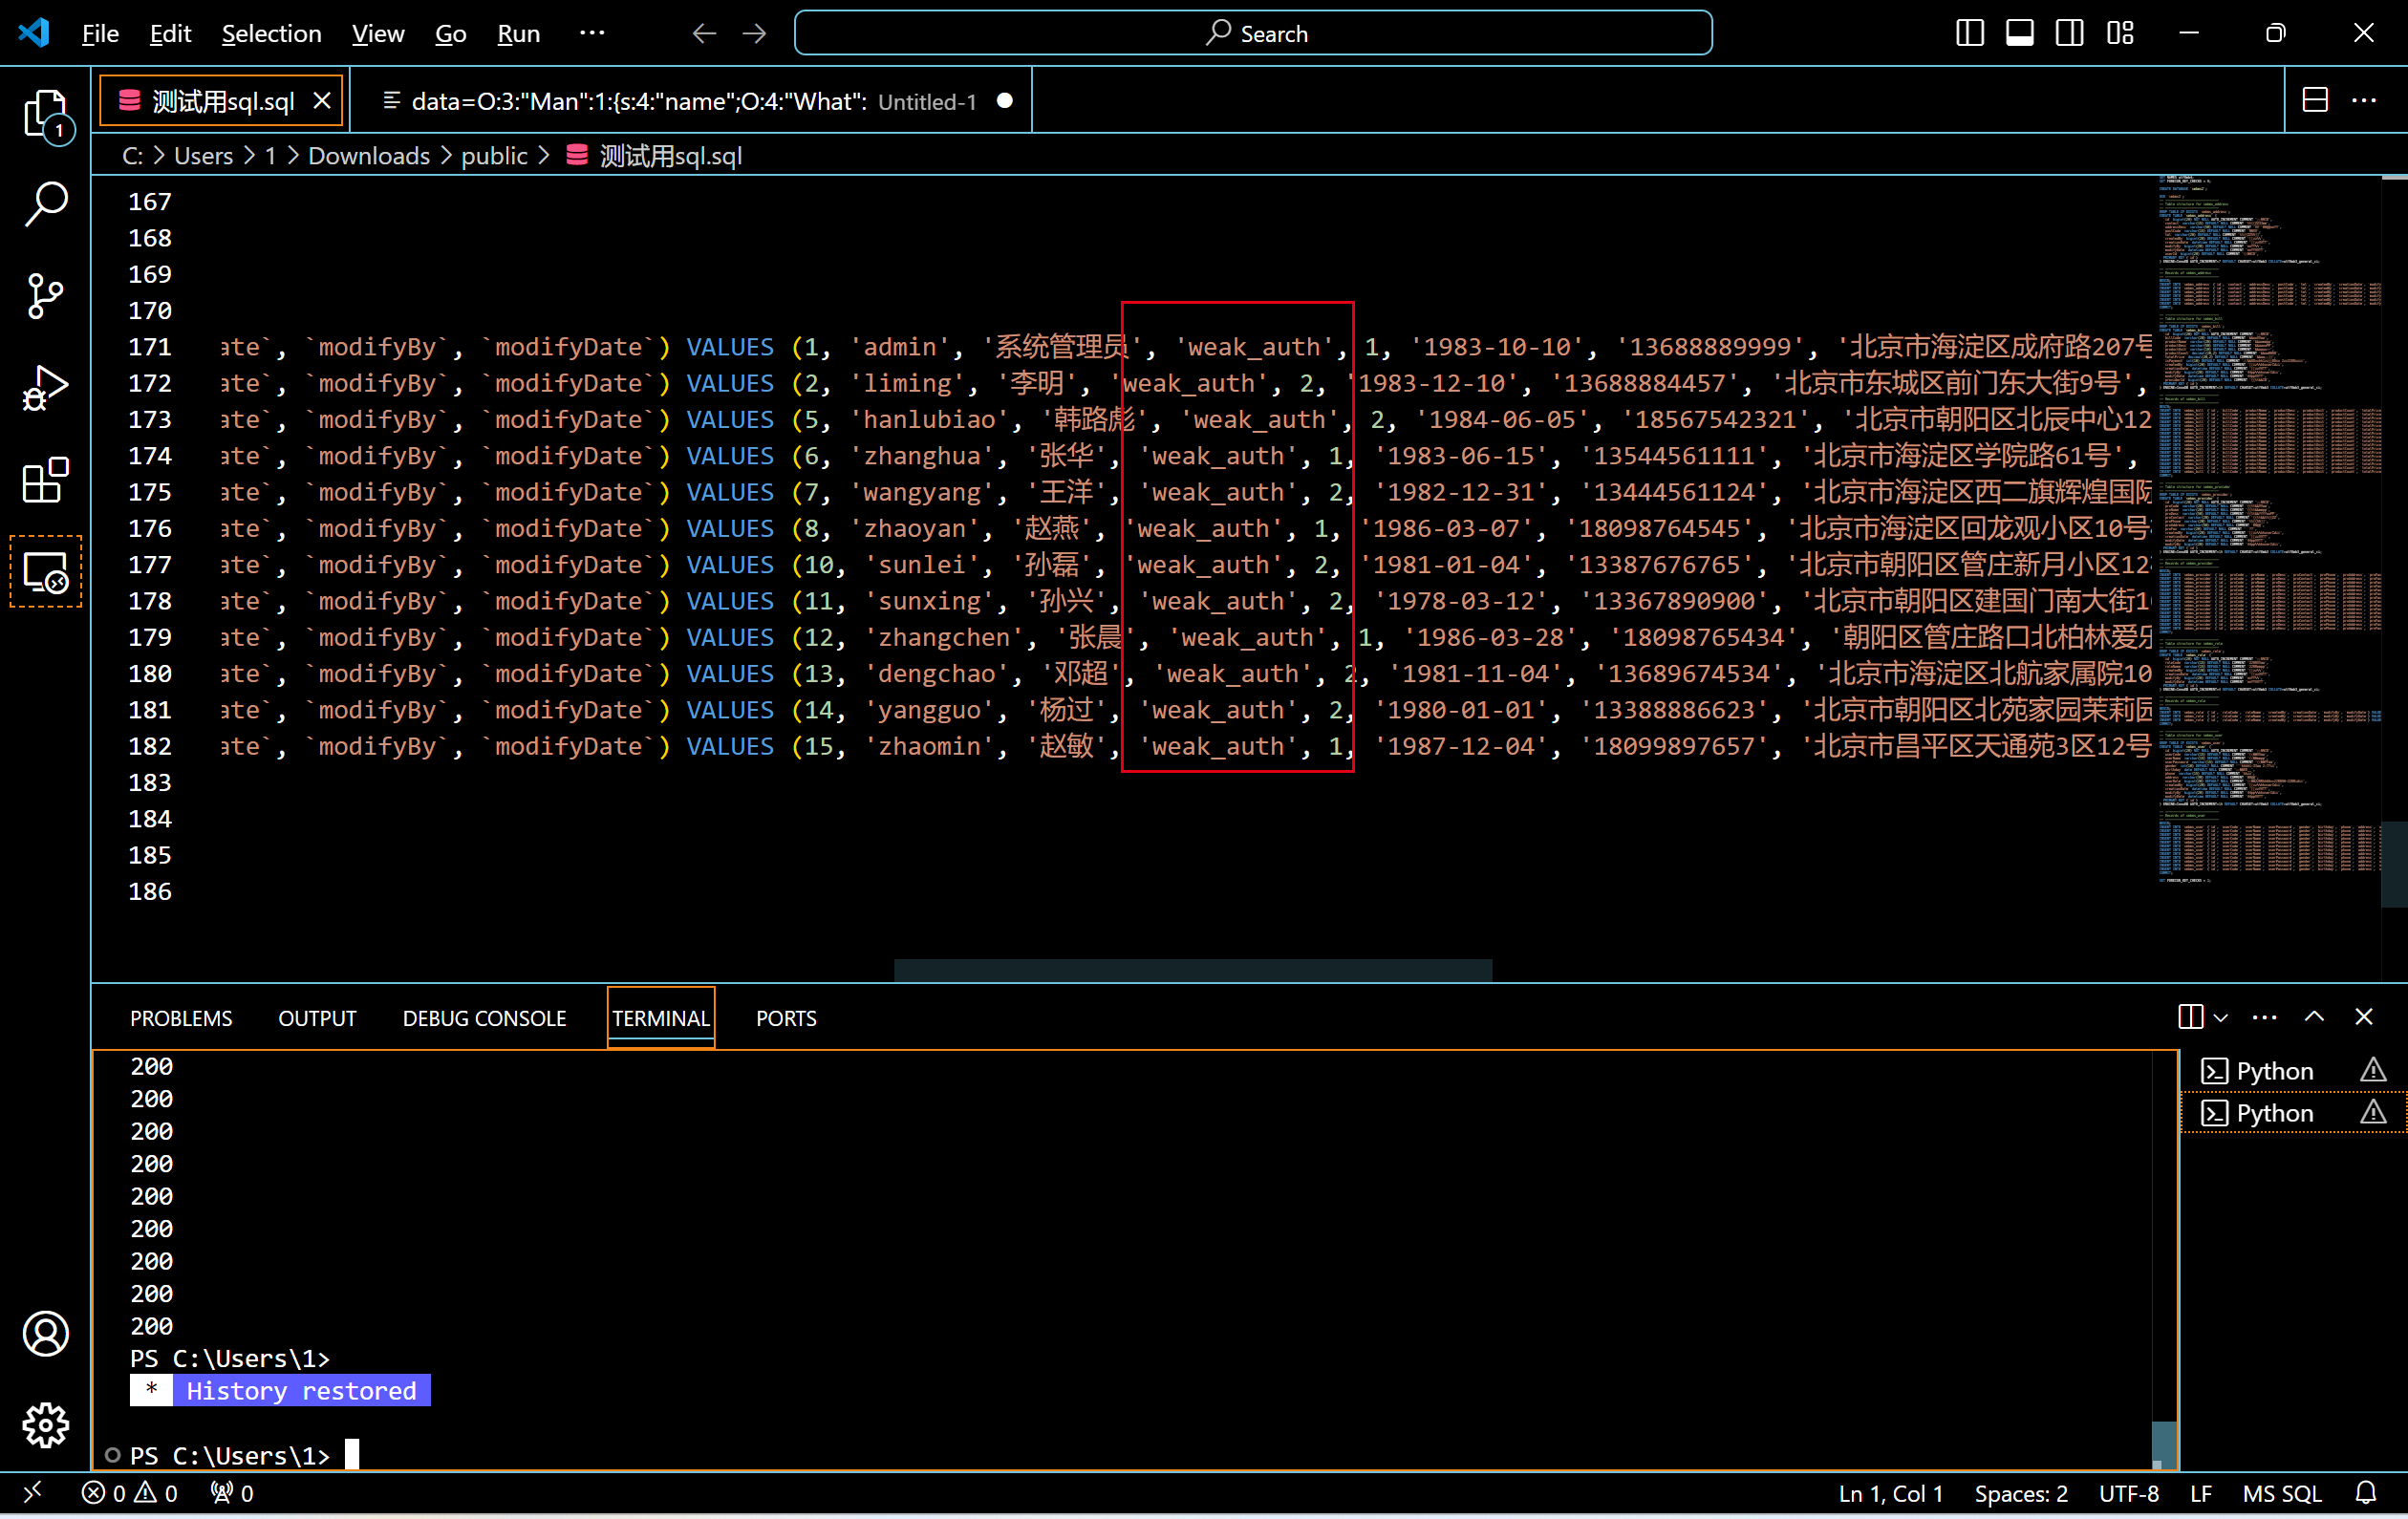 File Edit Selection View Go Run ··· Search
测试用sql.sql data=O:3:"Man":1:{s:4:"name";O:4:"What": Untitled-1
C: > Users > 1 > Downloads > public > 测试用sql.sql
1
167
168
169
170
171 ate`, `modifyBy`, `modifyDate`) VALUES (1, 'admin', '系统管理员', 'weak_auth', 1, '1983-10-10', '13688889999', '北京市海淀区成府路207号
172 ate`, `modifyBy`, `modifyDate`) VALUES (2, 'liming', '李明', 'weak_auth', 2, '1983-12-10', '13688884457', '北京市东城区前门东大街9号',
173 ate`, `modifyBy`, `modifyDate`) VALUES (5, 'hanlubiao', '韩路彪', 'weak_auth', 2, '1984-06-05', '18567542321', '北京市朝阳区北辰中心12
174 ate`, `modifyBy`, `modifyDate`) VALUES (6, 'zhanghua', '张华', 'weak_auth', 1, '1983-06-15', '13544561111', '北京市海淀区学院路61号',
175 ate`, `modifyBy`, `modifyDate`) VALUES (7, 'wangyang', '王洋', 'weak_auth', 2, '1982-12-31', '13444561124', '北京市海淀区西二旗辉煌国际
176 ate`, `modifyBy`, `modifyDate`) VALUES (8, 'zhaoyan', '赵燕', 'weak_auth', 1, '1986-03-07', '18098764545', '北京市海淀区回龙观小区10号
177 ate`, `modifyBy`, `modifyDate`) VALUES (10, 'sunlei', '孙磊', 'weak_auth', 2, '1981-01-04', '13387676765', '北京市朝阳区管庄新月小区12
178 ate`, `modifyBy`, `modifyDate`) VALUES (11, 'sunxing', '孙兴', 'weak_auth', 2, '1978-03-12', '13367890900', '北京市朝阳区建国门南大街1
179 ate`, `modifyBy`, `modifyDate`) VALUES (12, 'zhangchen', '张晨', 'weak_auth', 1, '1986-03-28', '18098765434', '朝阳区管庄路口北柏林爱乐
180 ate`, `modifyBy`, `modifyDate`) VALUES (13, 'dengchao', '邓超', 'weak_auth', 2, '1981-11-04', '13689674534', '北京市海淀区北航家属院10
181 ate`, `modifyBy`, `modifyDate`) VALUES (14, 'yangguo', '杨过', 'weak_auth', 2, '1980-01-01', '13388886623', '北京市朝阳区北苑家园茉莉园
182 ate`, `modifyBy`, `modifyDate`) VALUES (15, 'zhaomin', '赵敏', 'weak_auth', 1, '1987-12-04', '18099897657', '北京市昌平区天通苑3区12号
183
184
185
186
PROBLEMS OUTPUT DEBUG CONSOLE TERMINAL PORTS
200
200
200
200
200
200
200
200
200
PS C:\Users\1>
* History restored
PS C:\Users\1>
Python
Python
0 0 0 Ln 1, Col 1 Spaces: 2 UTF-8 LF MS SQL